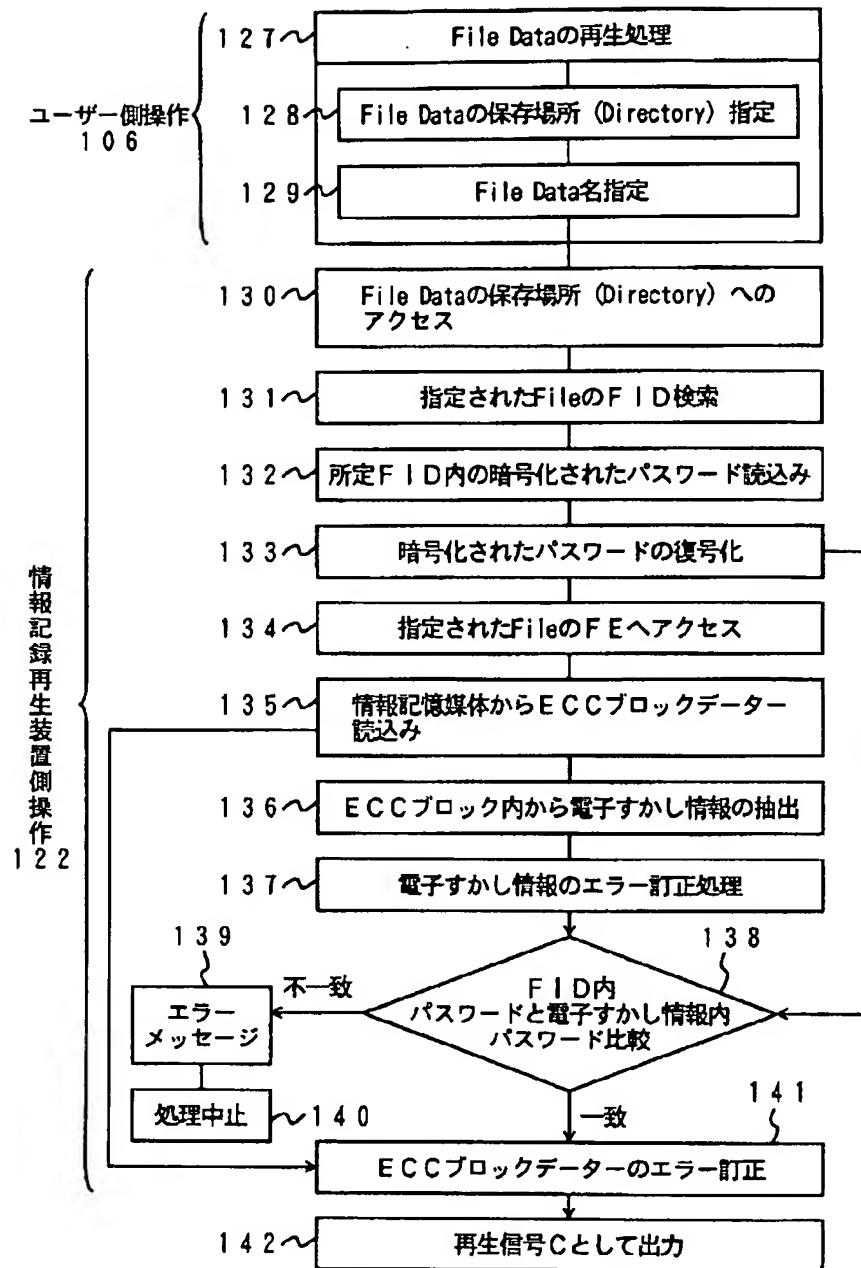 127
File Dataの再生処理
ユーザー側操作
106
128
File Dataの保存場所 (Directory) 指定
129
File Data名指定
130
File Dataの保存場所 (Directory) への
アクセス
131
指定されたFileのFID検索
132
所定FID内の暗号化されたパスワード読込み
133
暗号化されたパスワードの復号化
134
指定されたFileのFEへアクセス
情報記録再生装置側操作
122
135
情報記憶媒体からECCブロックデーター
読込み
136
ECCブロック内から電子すかし情報の抽出
137
電子すかし情報のエラー訂正処理
138
FID内
パスワードと電子すかし情報内
パスワード比較
不一致
139
エラー
メッセージ
処理中止
140
一致
141
ECCブロックデーターのエラー訂正
142
再生信号Cとして出力